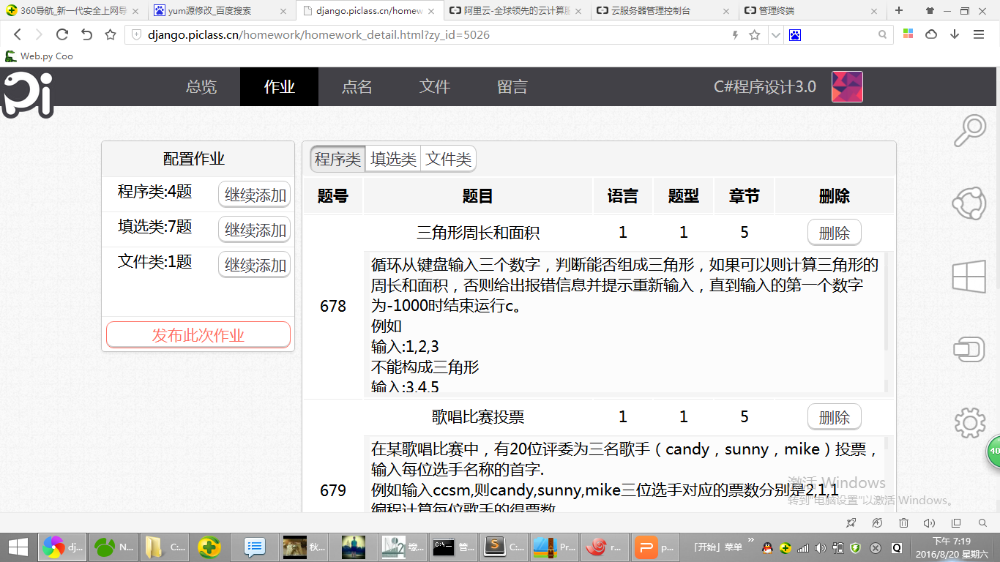 360导航_新一代安全上网导
yum源修改_百度搜索
django.piclass.cn/homew
阿里云-全球领先的云计算服
云服务器管理控制台
管理终端
django.piclass.cn/homework/homework_detail.html?zy_id=5026
Web.py Coo
Pi
总览
作业
点名
文件
留言
C#程序设计3.0
配置作业
程序类:4题
继续添加
填选类:7题
继续添加
文件类:1题
继续添加
发布此次作业
程序类
填选类
文件类
题号
题目
语言
题型
章节
删除
三角形周长和面积
1
1
5
删除
678
循环从键盘输入三个数字，判断能否组成三角形，如果可以则计算三角形的
周长和面积，否则给出报错信息并提示重新输入，直到输入的第一个数字
为-1000时结束运行c。
例如
输入:1,2,3
不能构成三角形
输入:3,4,5
歌唱比赛投票
1
1
5
删除
679
在某歌唱比赛中，有20位评委为三名歌手（candy，sunny，mike）投票，
输入每位选手名称的首字.
例如输入ccsm,则candy,sunny,mike三位选手对应的票数分别是2,1,1
编程计算每位歌手的得票数
激活 Windows
转到"电脑设置"以激活 Windows。
40
dj...
N...
C:...
秋...
管...
C:...
Pr...
r...
p...
「开始」菜单
下午 7:19
2016/8/20 星期六